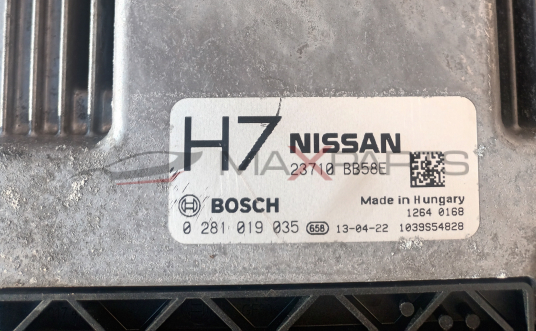 H7 NISSAN
23710 BB58E
MAXPARTS
Made in Hungary
BOSCH
1264 0168
0 281 019 035 658 13-04-22 1039S54828